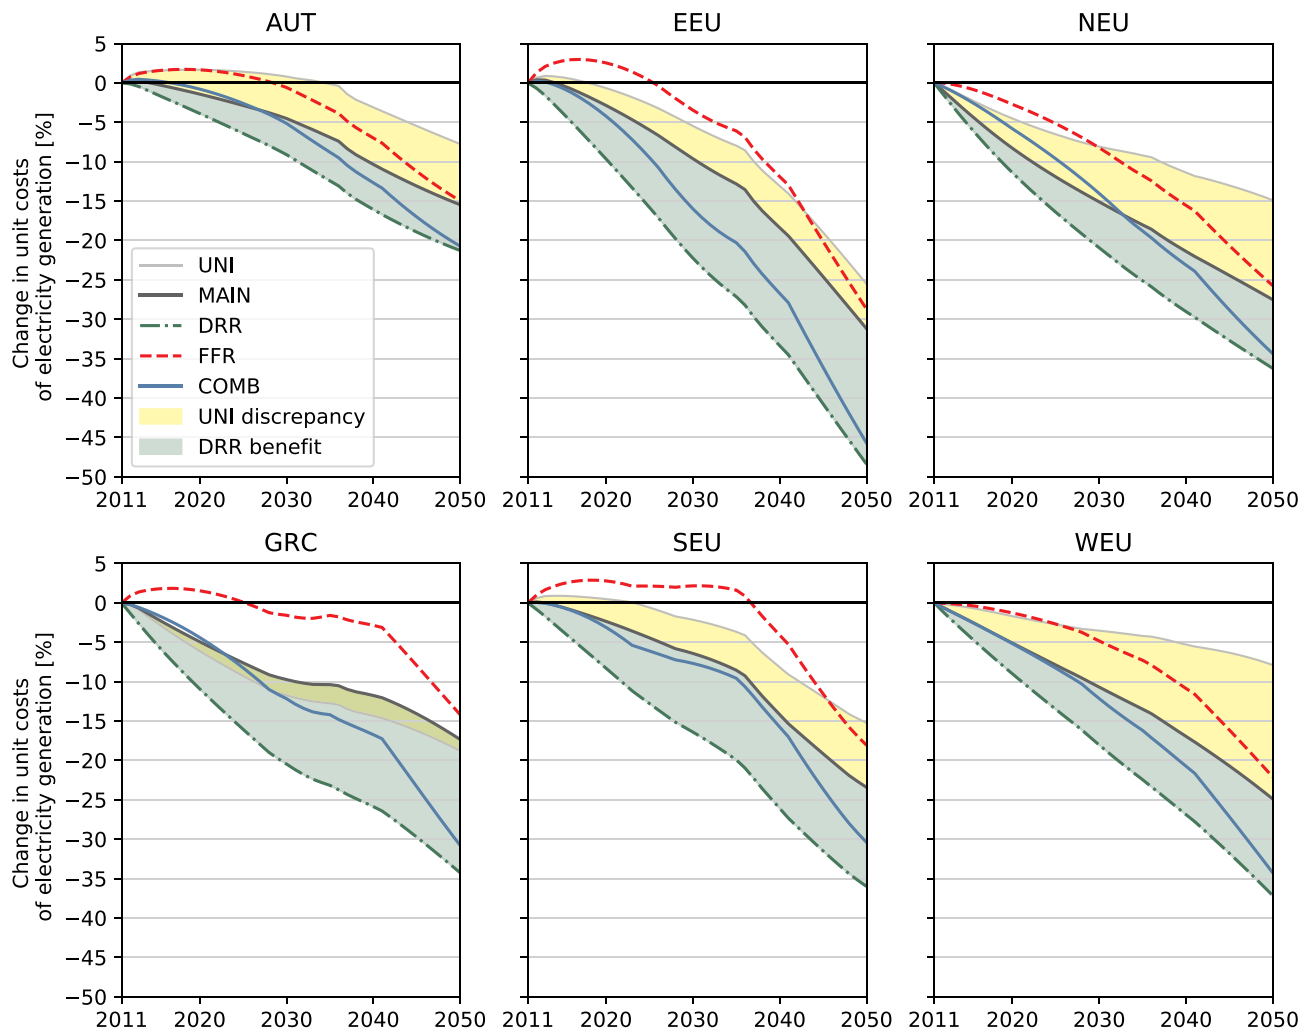 AUT
EEU
NEU
Change in unit costs
of electricity generation [%]
5
0
−5
−10
−15
−20
−25
−30
−35
−40
−45
−50
UNI
MAIN
DRR
FFR
COMB
UNI discrepancy
DRR benefit
2011 2020 2030 2040 2050
2011 2020 2030 2040 2050
2011 2020 2030 2040 2050
GRC
SEU
WEU
Change in unit costs
of electricity generation [%]
5
0
−5
−10
−15
−20
−25
−30
−35
−40
−45
−50
2011 2020 2030 2040 2050
2011 2020 2030 2040 2050
2011 2020 2030 2040 2050